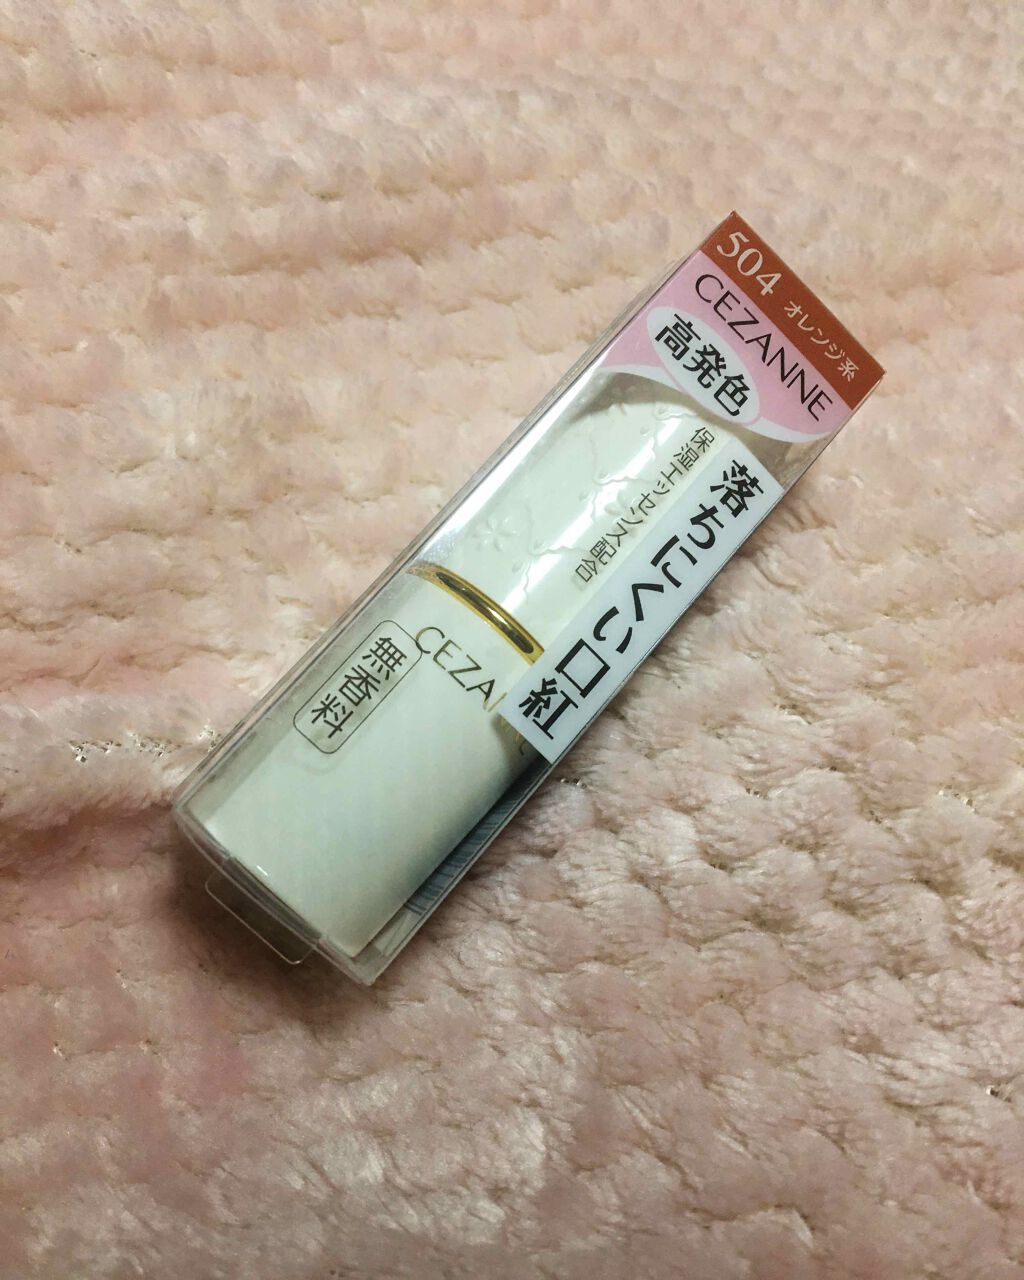 504 オレンジ系
CEZANNE
高発色
保湿エッセンス配合
落ちにくい口紅
CEZAN
無香料